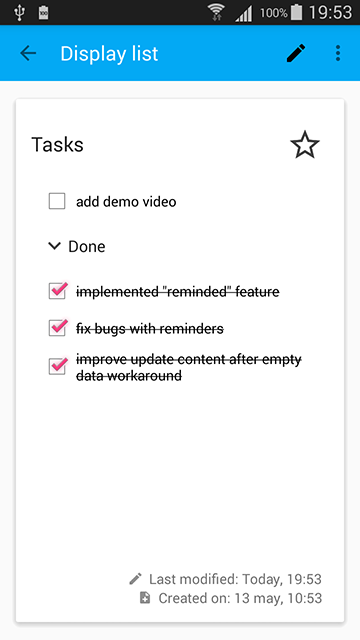 100% 19:53
Display list
Tasks
add demo video
Done
implemented "reminded" feature
fix bugs with reminders
improve update content after empty
data workaround
Last modified: Today, 19:53
Created on: 13 may, 10:53